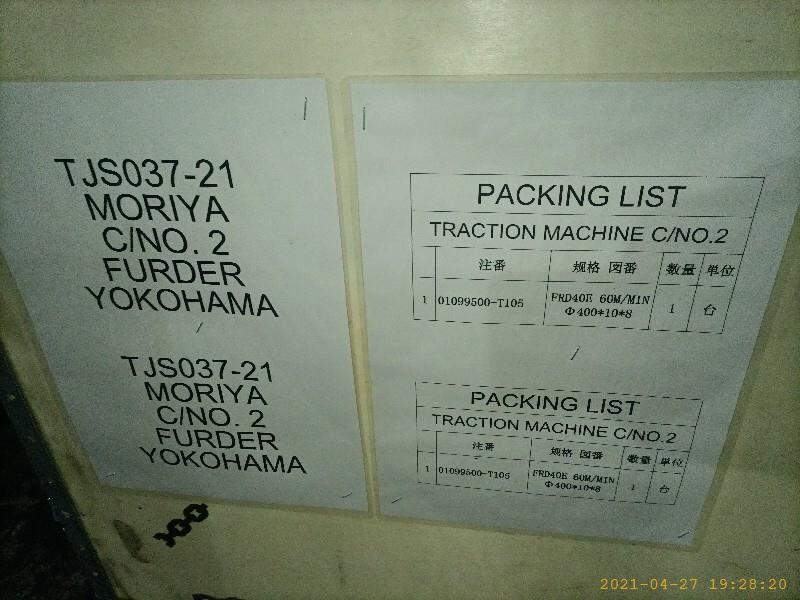 TJS037-21
MORIYA
C/NO. 2
FURDER
YOKOHAMA
TJS037-21
MORIYA
C/NO. 2
FURDER
YOKOHAMA
PACKING LIST
TRACTION MACHINE C/NO.2
注番 规格 図番 数量 单位
1 01099500-T105 FRD40E 60M/MIN 1 台
Φ400*10*8
PACKING LIST
TRACTION MACHINE C/NO.2
注番 规格 図番 数量 单位
1 01099500-T105 FRD40E 60M/MIN 1 台
Φ400*10*8
2021-04-27 19:28:20